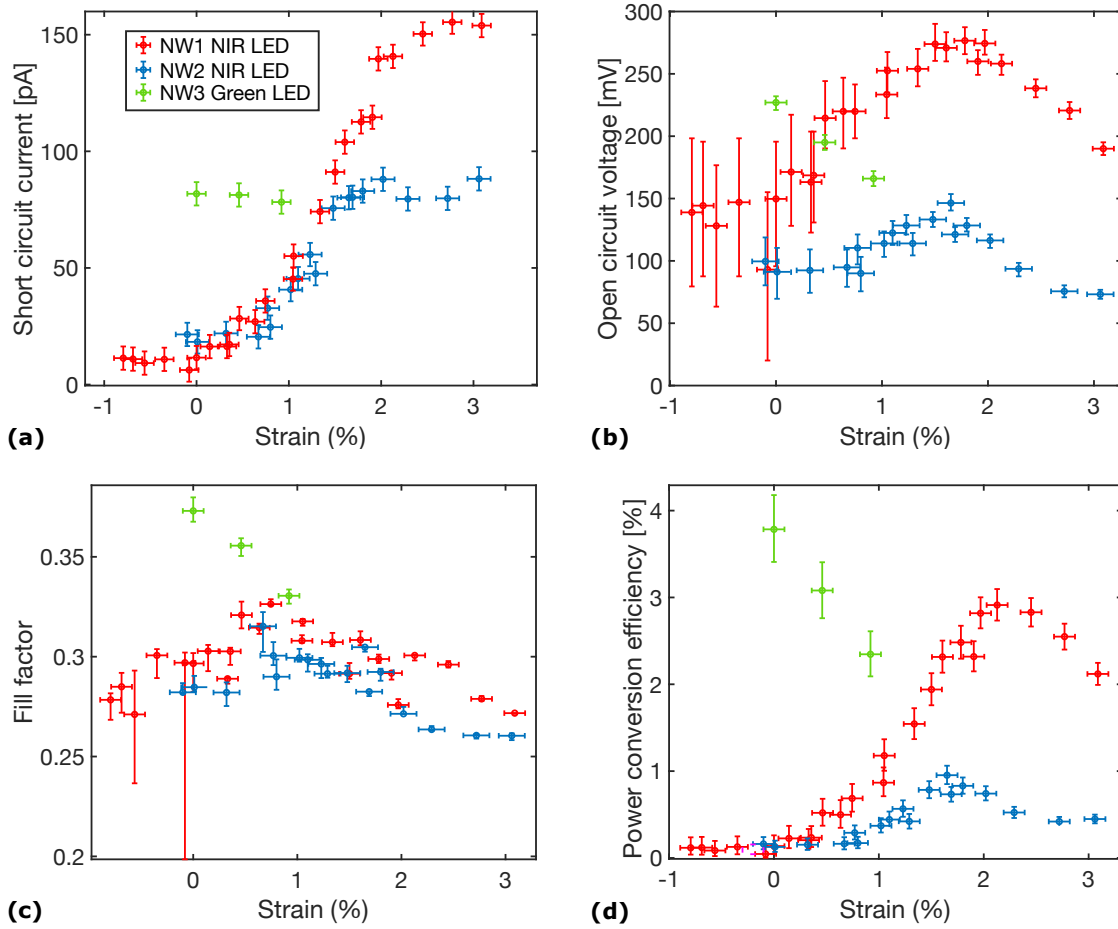 Short circuit current [pA]
150
100
50
0
NW1 NIR LED
NW2 NIR LED
NW3 Green LED
-1 0 1 2 3
Strain (%)
(a)
Open circuit voltage [mV]
300
250
200
150
100
50
0
-1 0 1 2 3
Strain (%)
(b)
Fill factor
0.35
0.3
0.25
0.2
0 1 2 3
Strain (%)
(c)
Power conversion efficiency [%]
4
3
2
1
0
-1 0 1 2 3
Strain (%)
(d)